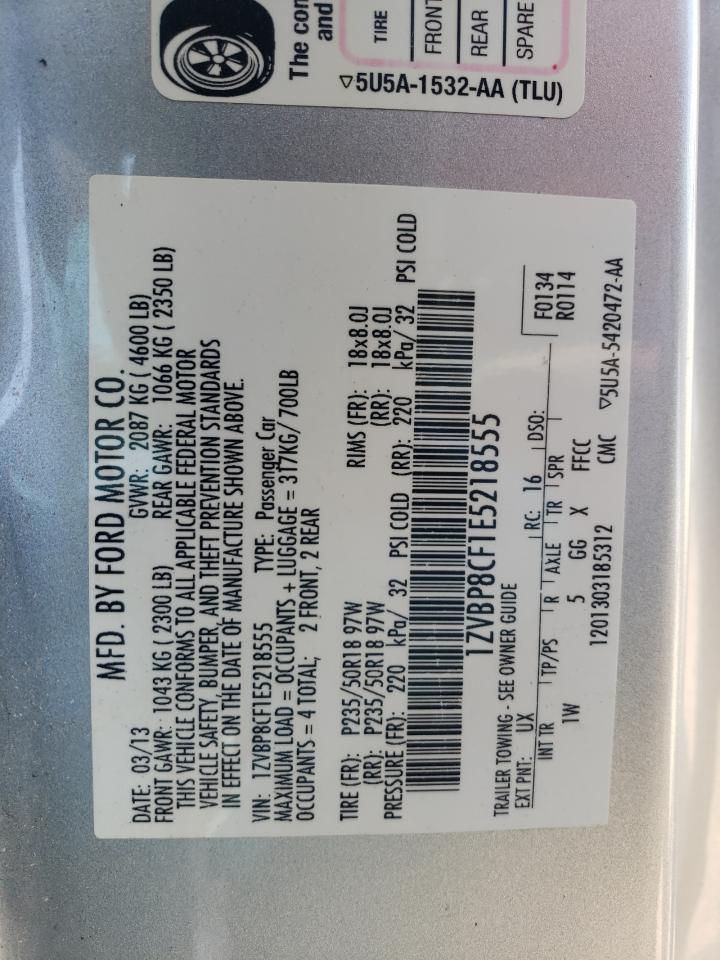 The con
and
TIRE
FRONT
REAR
SPARE
▽5U5A-1532-AA (TLU)
MFD. BY FORD MOTOR CO.
DATE: 03/13 GVWR: 2087 KG ( 4600 LB)
FRONT GAWR: 1043 KG ( 2300 LB) REAR GAWR: 1066 KG ( 2350 LB)
THIS VEHICLE CONFORMS TO ALL APPLICABLE FEDERAL MOTOR
VEHICLE SAFETY, BUMPER, AND THEFT PREVENTION STANDARDS
IN EFFECT ON THE DATE OF MANUFACTURE SHOWN ABOVE.
VIN: 1ZVBP8CF1E5218555 TYPE: Passenger Car
MAXIMUM LOAD = OCCUPANTS + LUGGAGE = 317KG/700LB
OCCUPANTS = 4 TOTAL; 2 FRONT, 2 REAR
TIRE (FR): P235/50R18 97W RIMS (FR): 18x8.0J
(RR): P235/50R18 97W (RR): 18x8.0J
PRESSURE (FR): 220 kPa/ 32 PSI COLD (RR): 220 kPa/ 32 PSI COLD
1ZVBP8CF1E5218555
TRAILER TOWING - SEE OWNER GUIDE
EXT PNT: UX RC: 16 DSO: F0134
R0114
INT TR TP/PS R AXLE TR SPR
1W 5 GG X FFCC
1201303185312 CMC ▽5U5A-5420472-AA